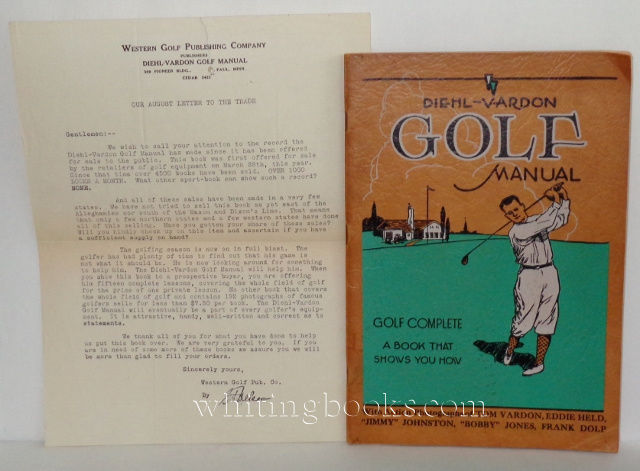 WESTERN GOLF PUBLISHING COMPANY
PUBLISHERS
DIEHL-VARDON GOLF MANUAL
PIONEER BLDG., PAUL, MINN.
CEDAR
OUR AUGUST LETTER TO THE TRADE
Gentlemen:--
We wish to call your attention to the record the
Diehl-Vardon Golf Manual has made since it has been offered
for sale to the public. This book was first offered for sale
by the retailers of golf equipment on March 28th, this year.
Since that time over 4500 books have been sold. OVER 1000
BOOKS A MONTH. What other sport-book can show such a record?
NONE.
And all of these sales have been made in a very few
states. We have not tried to sell this book as yet east of the
Alleghanies nor south of the Mason and Dixon's Line. That means
that only a few northern states and a few western states have done
all of this selling. Have you gotten your share of these sales?
Will you kindly check up on this item and ascertain if you have
a sufficient supply on hand?
The golfing season is now on in full blast. The
golfer has had plenty of time to find out that his game is
not what it should be. He is now looking around for something
to help him. The Diehl-Vardon Golf Manual will help him. When
you show this book to a prospective buyer, you are offering
him fifteen complete lessons, covering the whole field of golf
for the price of one private lesson. No other book that covers
the whole field of golf and contains 192 photographs of famous
golfers sells for less than $7.50 per book. The Diehl-Vardon
Golf Manual will eventually be a part of every golfer's equip-
ment. It is attractive, handy, well-written and correct as to
statements.
We thank all of you for what you have done to help
us put this book over. We are very grateful to you. If you
are in need of some more of these books we assure you we will
be more than glad to fill your orders.
Sincerely yours,
Western Golf Pub. Co.
By
DIEHL-VARDON
GOLF
MANUAL
GOLF COMPLETE
A BOOK THAT
SHOWS YOU HOW
TOM VARDON, EDDIE HELD,
"JIMMY" JOHNSTON, "BOBBY" JONES, FRANK DOLP
whitingbooks.com